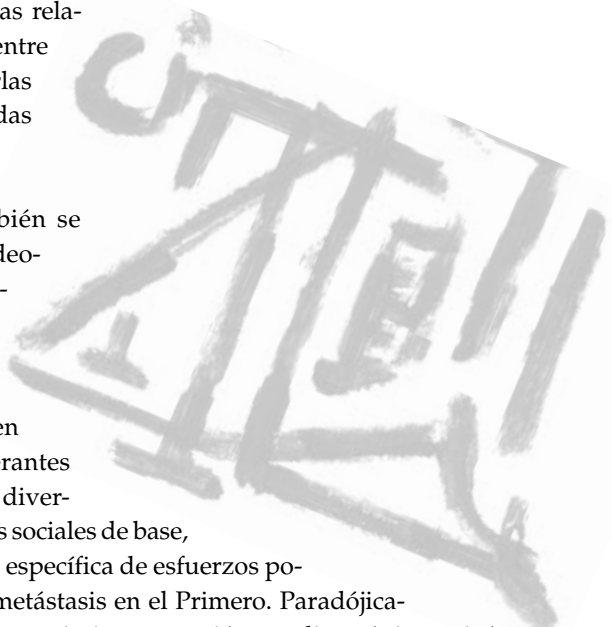 as rela-
entre
las
das
bién se
deo-
-
en
erantes
diver-
s sociales de base,
específica de esfuerzos po-
metástasis en el Primero. Paradójica-